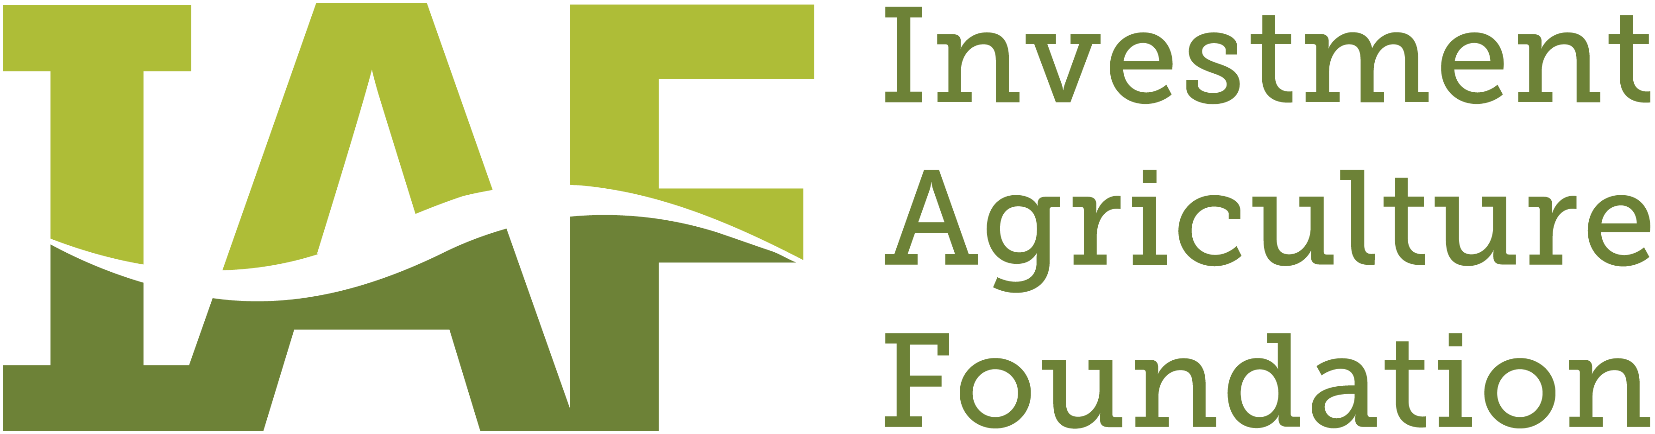 IAF
Investment
Agriculture
Foundation